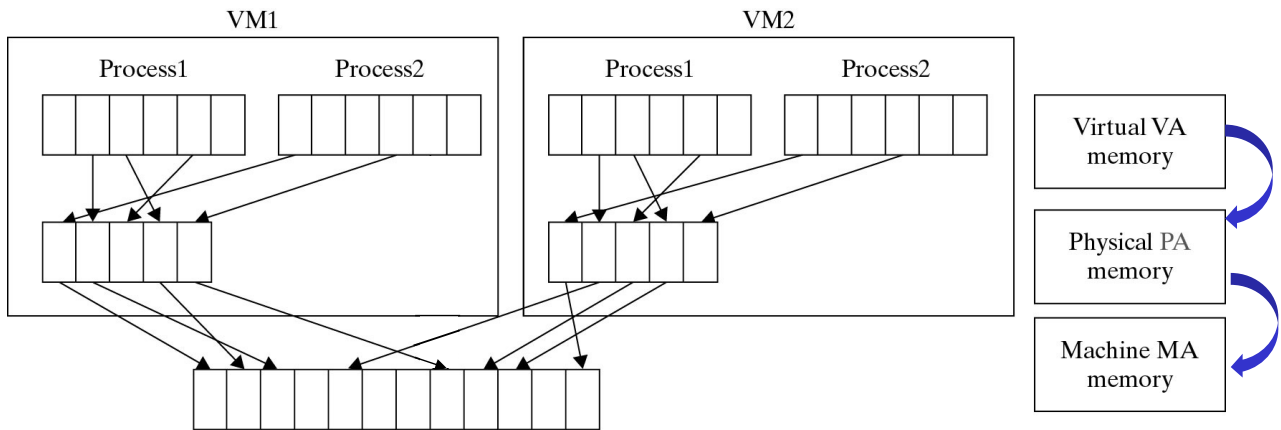 VM1
VM2
Process1
Process2
Process1
Process2
Virtual VA
memory
Physical PA
memory
Machine MA
memory